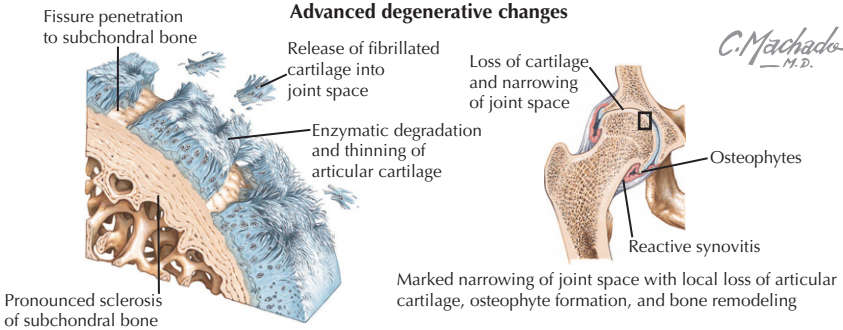 Advanced degenerative changes
Fissure penetration
to subchondral bone
Release of fibrillated
cartilage into
joint space
Enzymatic degradation
and thinning of
articular cartilage
Pronounced sclerosis
of subchondral bone
Loss of cartilage
and narrowing
of joint space
Osteophytes
Reactive synovitis
Marked narrowing of joint space with local loss of articular
cartilage, osteophyte formation, and bone remodeling
C. Machado
M.D.